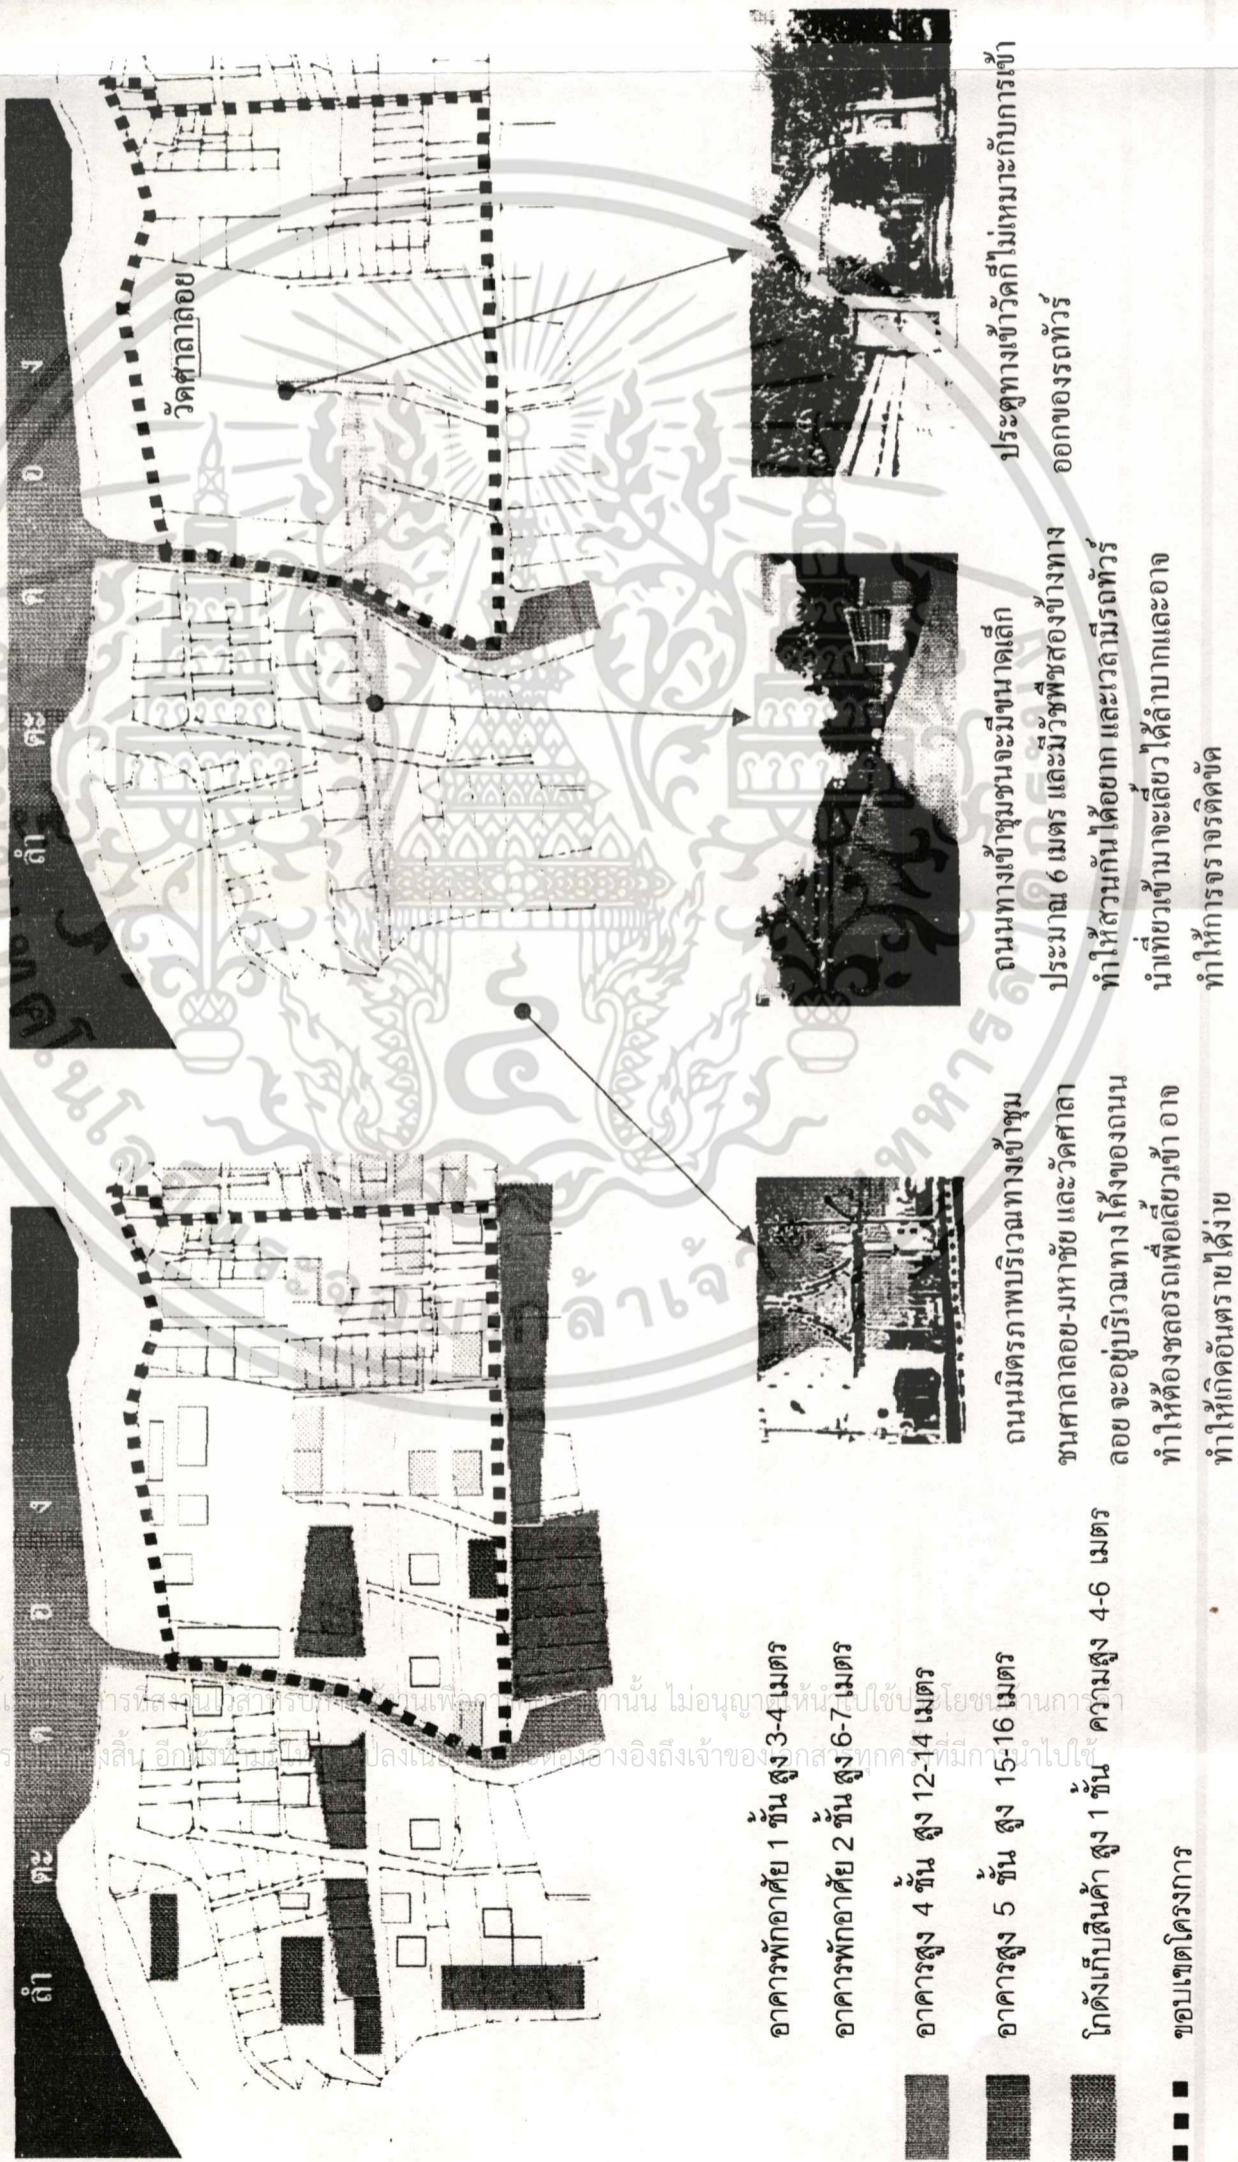 ลำ ตะ ค อ ง
อาคารพักอาศัย 1 ชั้น สูง 3-4 เมตร
อาคารพักอาศัย 2 ชั้น สูง 6-7 เมตร
อาคารสูง 4 ชั้น สูง 12-14 เมตร
อาคารสูง 5 ชั้น สูง 15-16 เมตร
โกดังเก็บสินค้า สูง 1 ชั้น ความสูง 4-6 เมตร
ขอบเขตโครงการ
ลำ ตะ ค อ ง
วัดศาลาลอย
ถนนมิตรภาพบริเวณทางเข้าชุม
ชนศาลาลอย-มหาชัย และวัดศาลา
ลอย จะอยู่บริเวณทางโค้งของถนน
ทำให้ต้องชลอรถเพื่อเลี้ยวเข้า อาจ
ทำให้เกิดอันตรายได้ง่าย
ถนนทางเข้าชุมชนจะมีขนาดเล็ก
ประมาณ 6 เมตร และมีวัชพืชสองข้างทาง
ทำให้สวนกันได้อยาก และเวลามีรถทัวร์
นำเที่ยวเข้ามาจะเลี้ยวได้ลำบากและอาจ
ทำให้การจราจรติดขัด
ประตูทางเข้าวัดก็ไม่เหมาะกับการเข้า
ออกของรถทัวร์